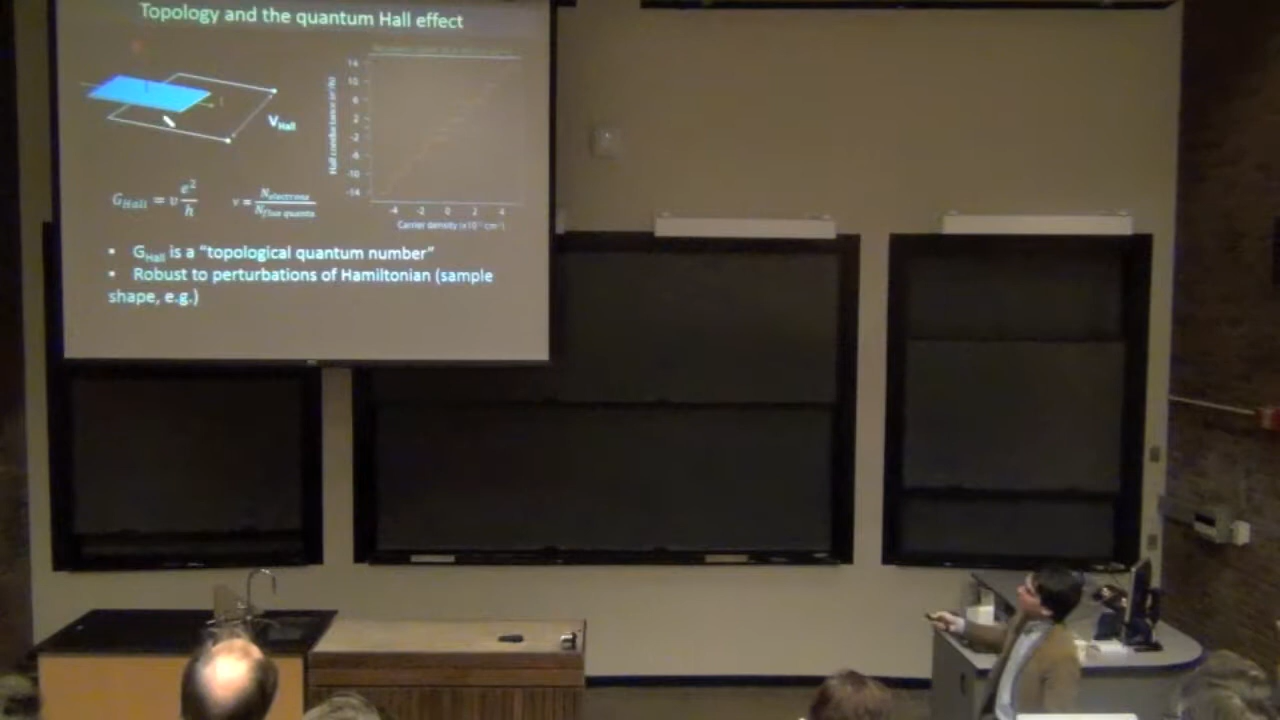 Topology and the quantum Hall effect
V_Hall
Hall conductance (e²/h)
14
10
6
2
-2
-6
-10
-14
-4 -2 0 2 4
Carrier density
G_Hall = ν e²/h
ν = N_electrons / N_flux quanta
• G_Hall is a “topological quantum number”
• Robust to perturbations of Hamiltonian (sample
shape, e.g.)